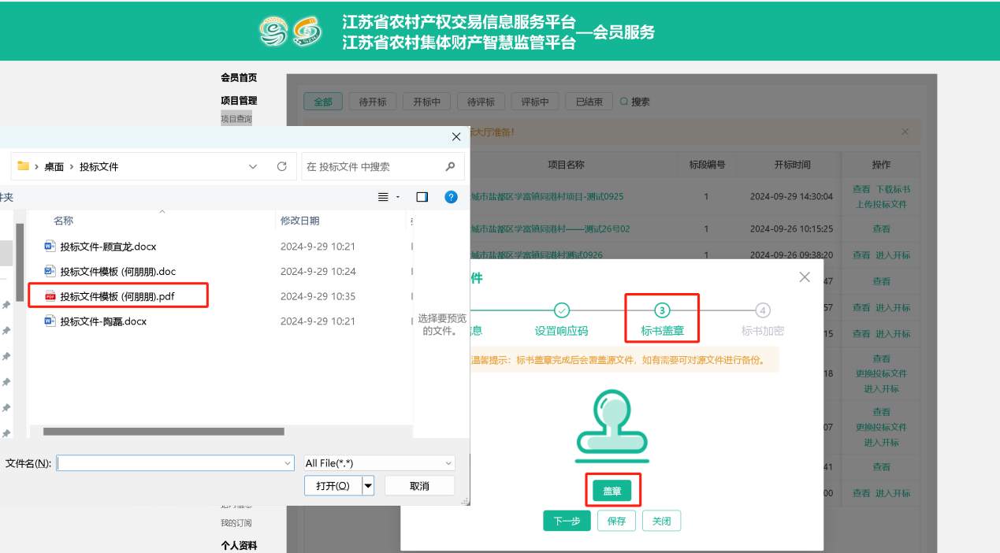 江苏省农村产权交易信息服务平台
江苏省农村集体财产智慧监管平台
—会员服务
会员首页
项目管理
项目查询
全部 待开标 开标中 待评标 评标中 已结束 搜索
标大厅准备!
项目名称 标段编号 开标时间 操作
城市盐都区学富镇同港村项目-测试0925 1 2024-09-29 14:30:04 查看 下载标书
上传投标文件
城市盐都区学富镇同港村——测试26号02 1 2024-09-26 10:15:25 查看
城市盐都区学富镇同港村测试0926 1 2024-09-26 09:38:20 查看 进入开标
47 查看
57 查看 进入开标
15 查看 进入开标
查看
18 更换投标文件
进入开标
查看
07 更换投标文件
进入开标
41 查看
00 查看 进入开标
桌面 › 投标文件
在 投标文件 中搜索
件夹
名称 修改日期
投标文件-顾宜龙.docx 2024-9-29 10:21
投标文件模板 (何朋朋).doc 2024-9-29 10:24
投标文件模板 (何朋朋).pdf 2024-9-29 10:35
投标文件-陶磊.docx 2024-9-29 10:21
选择要预览
的文件。
文件名(N): All File(*.*)
打开(O) 取消
件
息 设置响应码 3 标书盖章 4 标书加密
温馨提示：标书盖章完成后会覆盖源文件，如有需要可对源文件进行备份。
盖章
下一步 保存 关闭
我的订阅
个人资料